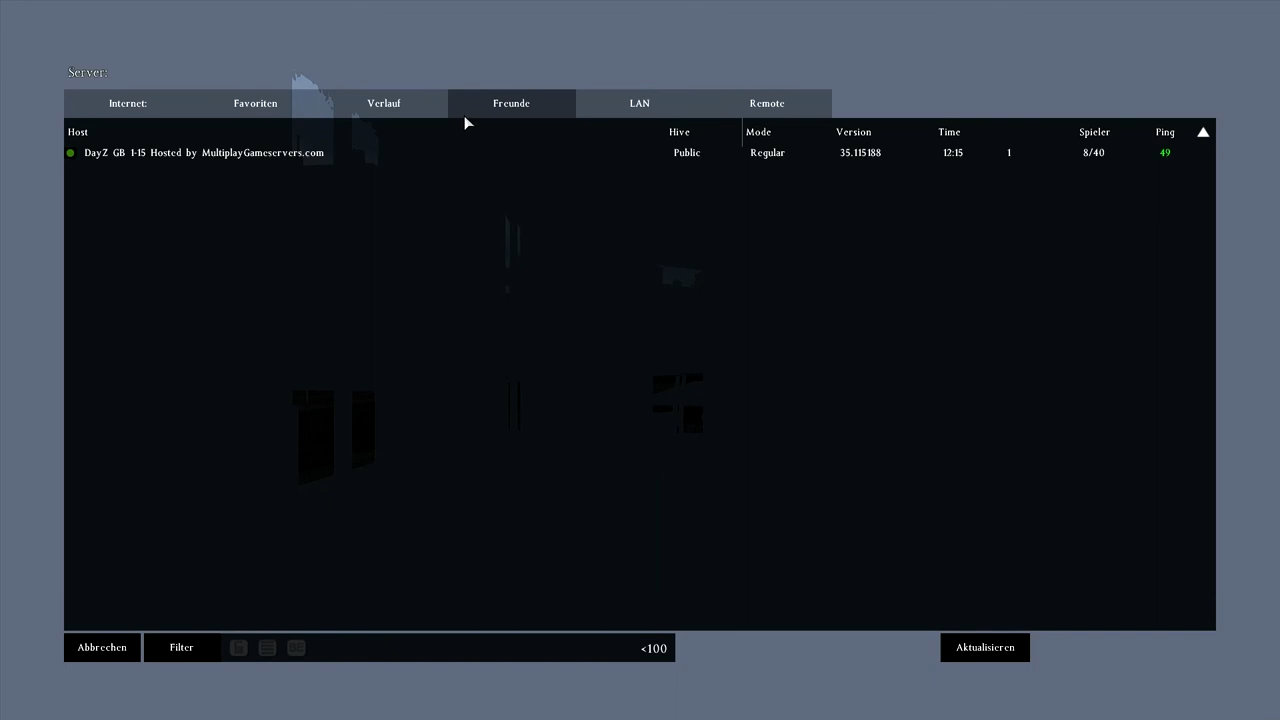 Server:
Internet: Favoriten Verlauf Freunde LAN Remote
Host Hive Mode Version Time Spieler Ping
DayZ GB 1-15 Hosted by MultiplayGameservers.com Public Regular 35.115188 12:15 1 8/40 49
Abbrechen Filter <100 Aktualisieren